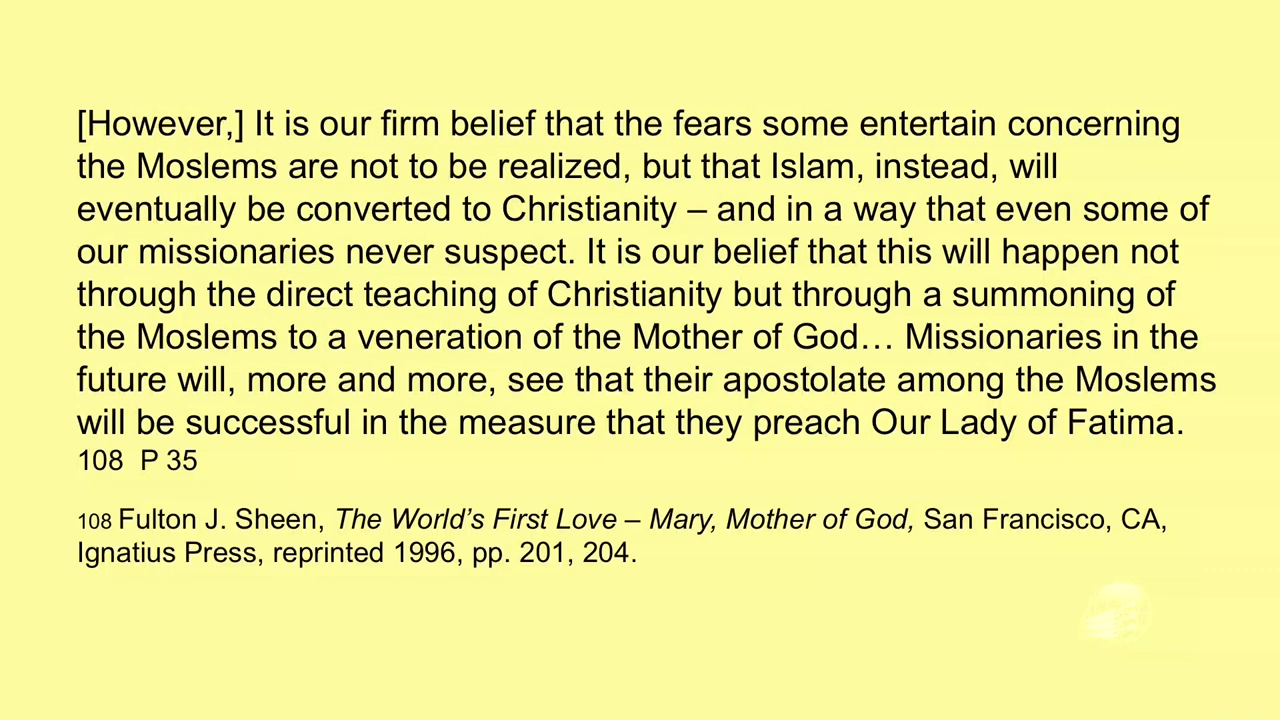 [However,] It is our firm belief that the fears some entertain concerning
the Moslems are not to be realized, but that Islam, instead, will
eventually be converted to Christianity – and in a way that even some of
our missionaries never suspect. It is our belief that this will happen not
through the direct teaching of Christianity but through a summoning of
the Moslems to a veneration of the Mother of God… Missionaries in the
future will, more and more, see that their apostolate among the Moslems
will be successful in the measure that they preach Our Lady of Fatima.
108 P 35
108 Fulton J. Sheen, The World’s First Love – Mary, Mother of God, San Francisco, CA,
Ignatius Press, reprinted 1996, pp. 201, 204.